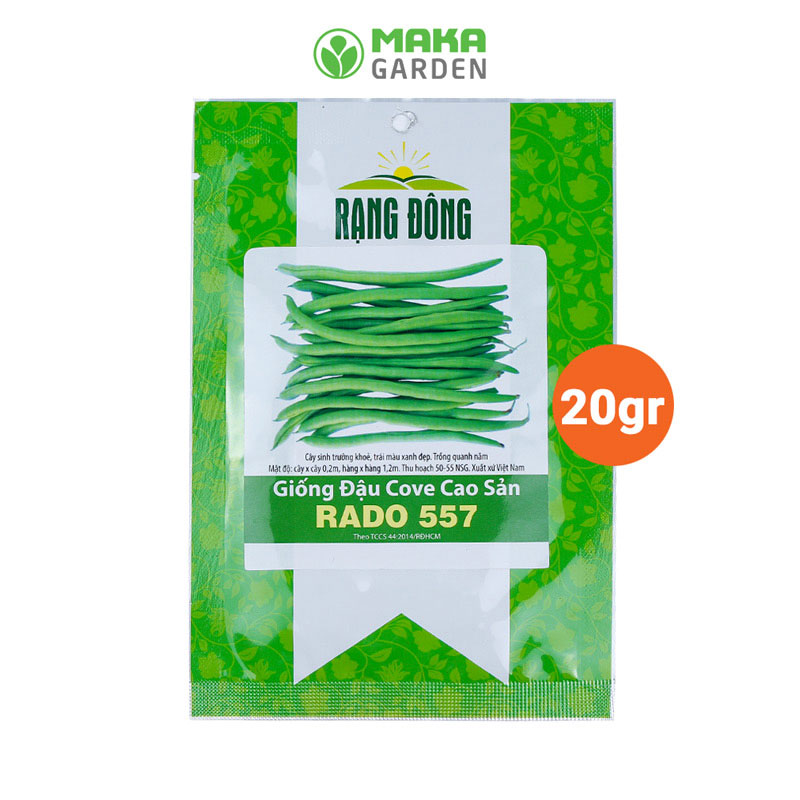 MAKA
GARDEN
RẠNG ĐÔNG
Cây sinh trưởng khoẻ, trái màu xanh đẹp. Trồng quanh năm
Mật độ: cây x cây 0,2m, hàng x hàng 1,2m. Thu hoạch 50-55 NSG. Xuất xứ Việt Nam
20gr
Giống Đậu Cove Cao Sản
RADO 557
Theo TCCS 44:2014/RĐHCM